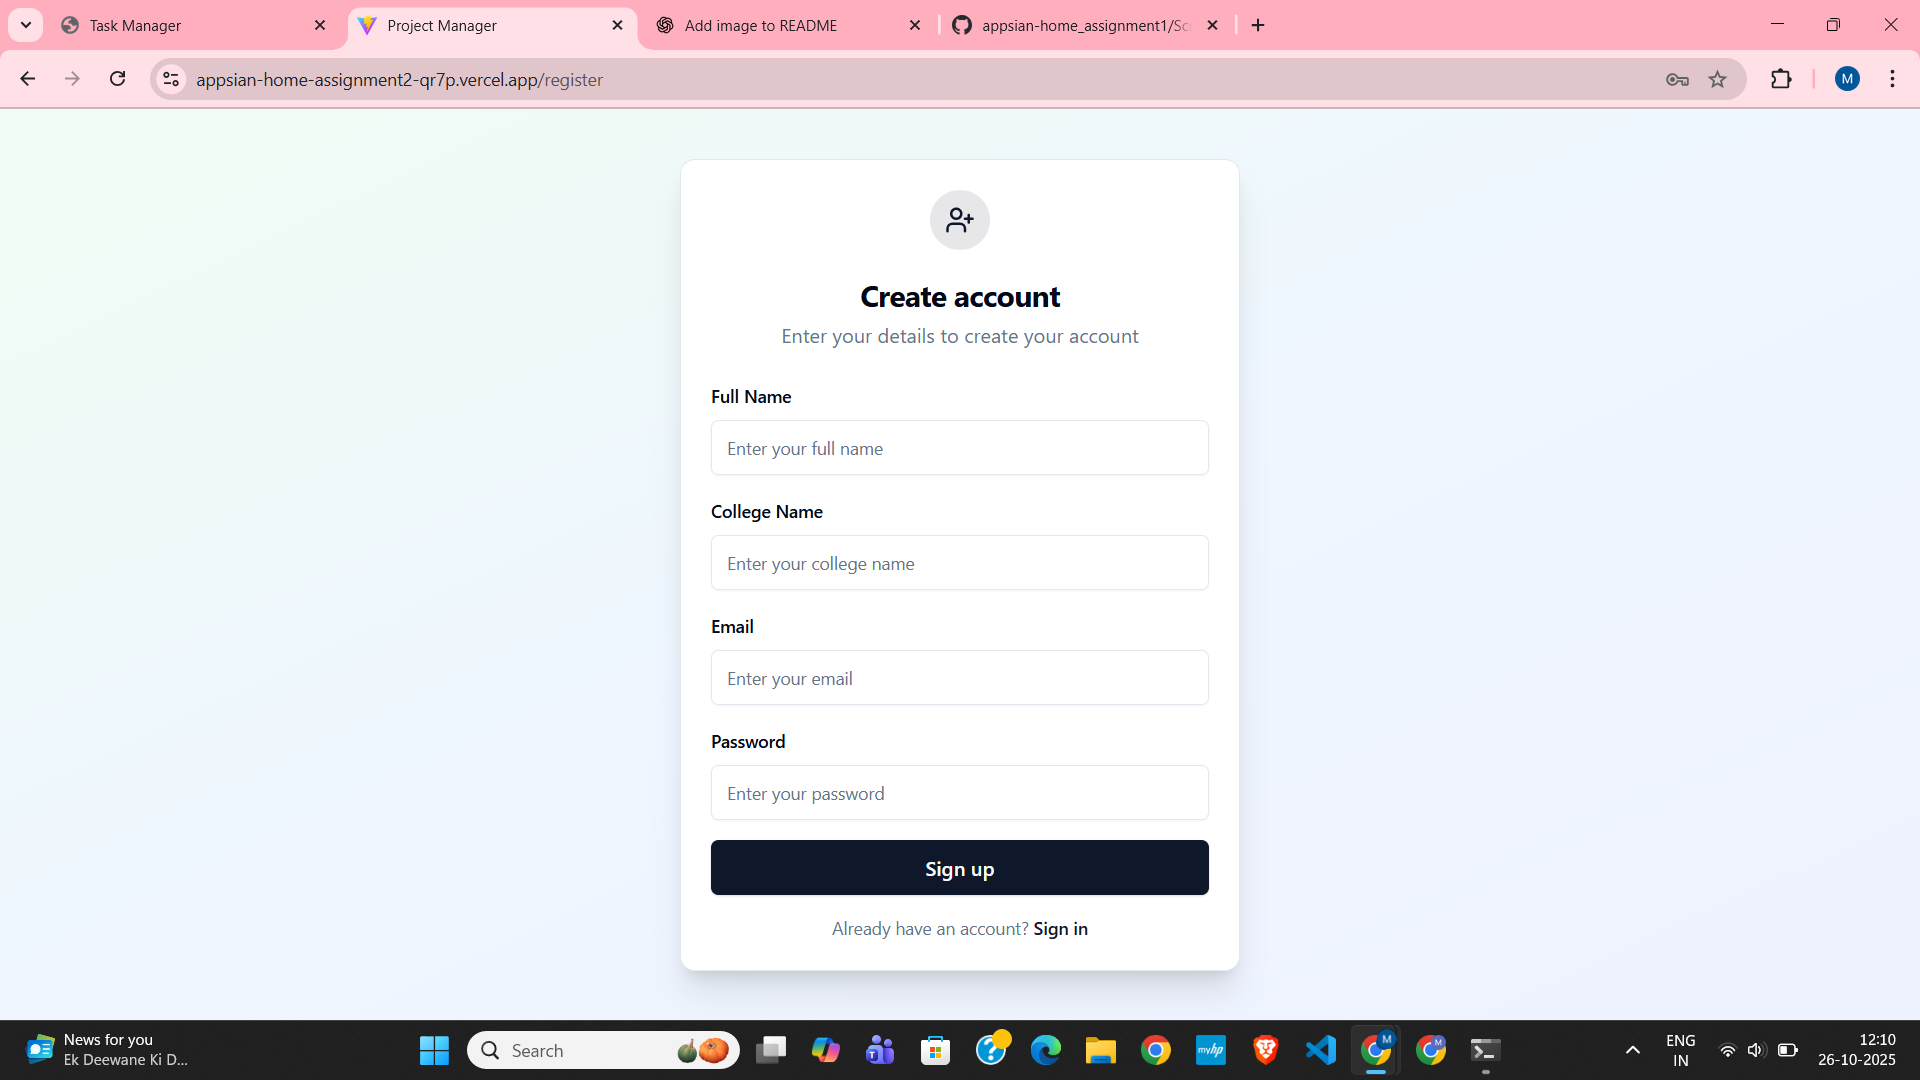 Task Manager
Project Manager
Add image to README
appsian-home_assignment1/Sc
appsian-home-assignment2-qr7p.vercel.app/register
M
Create account
Enter your details to create your account
Full Name
Enter your full name
College Name
Enter your college name
Email
Enter your email
Password
Enter your password
Sign up
Already have an account? Sign in
News for you
Ek Deewane Ki D...
Search
T
myhp
M
M
ENG
IN
12:10
26-10-2025